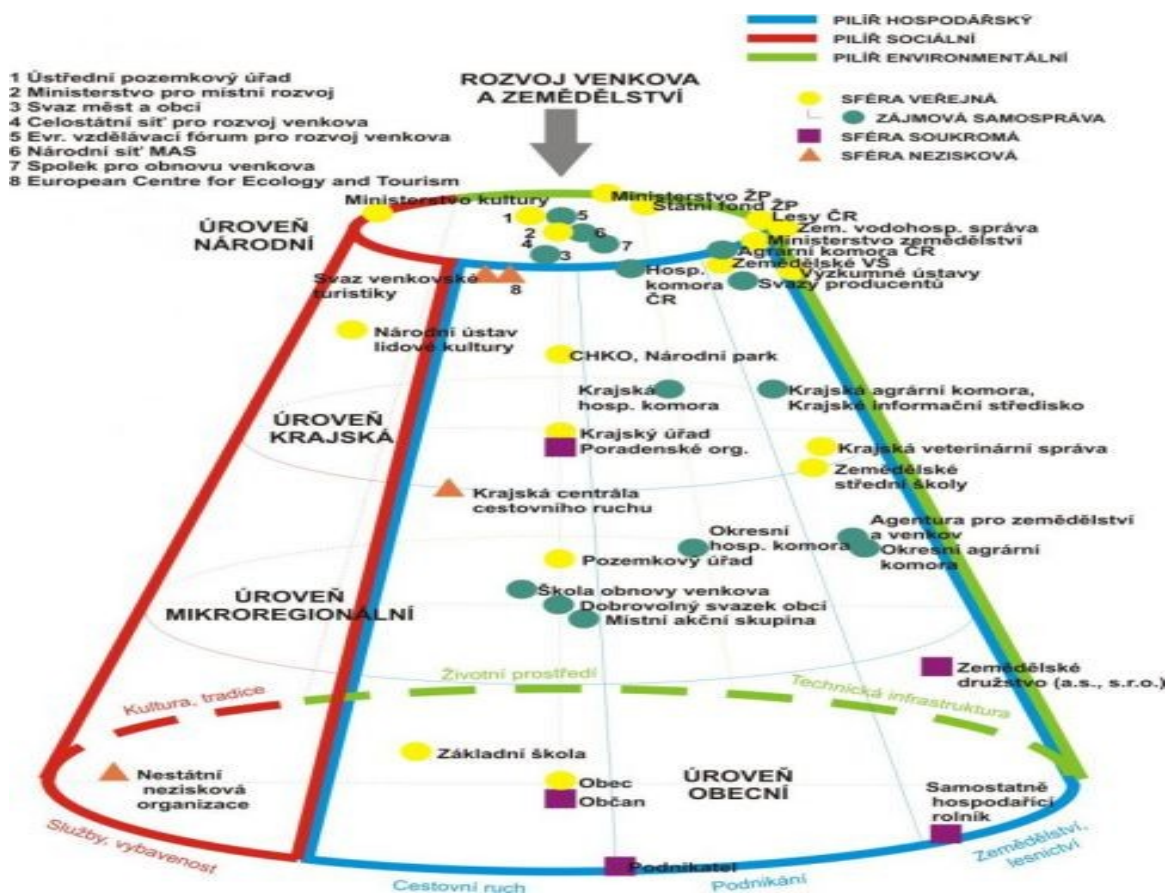 PILÍŘ HOSPODÁŘSKÝ
PILÍŘ SOCIÁLNÍ
PILÍŘ ENVIRONMENTÁLNÍ
1 Ústřední pozemkový úřad
2 Ministerstvo pro místní rozvoj
3 Svaz měst a obcí
4 Celostátní síť pro rozvoj venkova
5 Evr. vzdělávací fórum pro rozvoj venkova
6 Národní síť MAS
7 Spolek pro obnovu venkova
8 European Centre for Ecology and Tourism
ROZVOJ VENKOVA
A ZEMĚDĚLSTVÍ
SFÉRA VEŘEJNÁ
ZÁJMOVÁ SAMOSPRÁVA
SFÉRA SOUKROMÁ
SFÉRA NEZISKOVÁ
Ministerstvo kultury
Ministerstvo ŽP
Státní fond ŽP
Lesy ČR
Zem. vodohosp. správa
Ministerstvo zemědělství
Agrární komora ČR
Zemědělské VŠ
Výzkumné ústavy
Svazy producentů
1
5
2
6
4
7
3
ÚROVEŇ
NÁRODNÍ
Svaz venkovské
turistiky
8
Hosp.
komora
ČR
Národní ústav
lidové kultury
CHKO, Národní park
Krajská
hosp. komora
Krajská agrární komora,
Krajské informační středisko
ÚROVEŇ
KRAJSKÁ
Krajský úřad
Poradenské org.
Krajská veterinární správa
Zemědělské
střední školy
Krajská centrála
cestovního ruchu
Okresní
hosp. komora
Agentura pro zemědělství
a venkov
Okresní agrární
komora
Pozemkový úřad
ÚROVEŇ
MIKROREGIONÁLNÍ
Škola obnovy venkova
Dobrovolný svazek obcí
Místní akční skupina
Zemědělské
družstvo (a.s., s.r.o.)
Kultura, tradice
Životní prostředí
Technická infrastruktura
Základní škola
Nestátní
nezisková
organizace
Obec
Občan
ÚROVEŇ
OBECNÍ
Samostatně
hospodařící
rolník
Služby, vybavenost
Cestovní ruch
Podnikatel
Podnikání
Zemědělství,
lesnictví